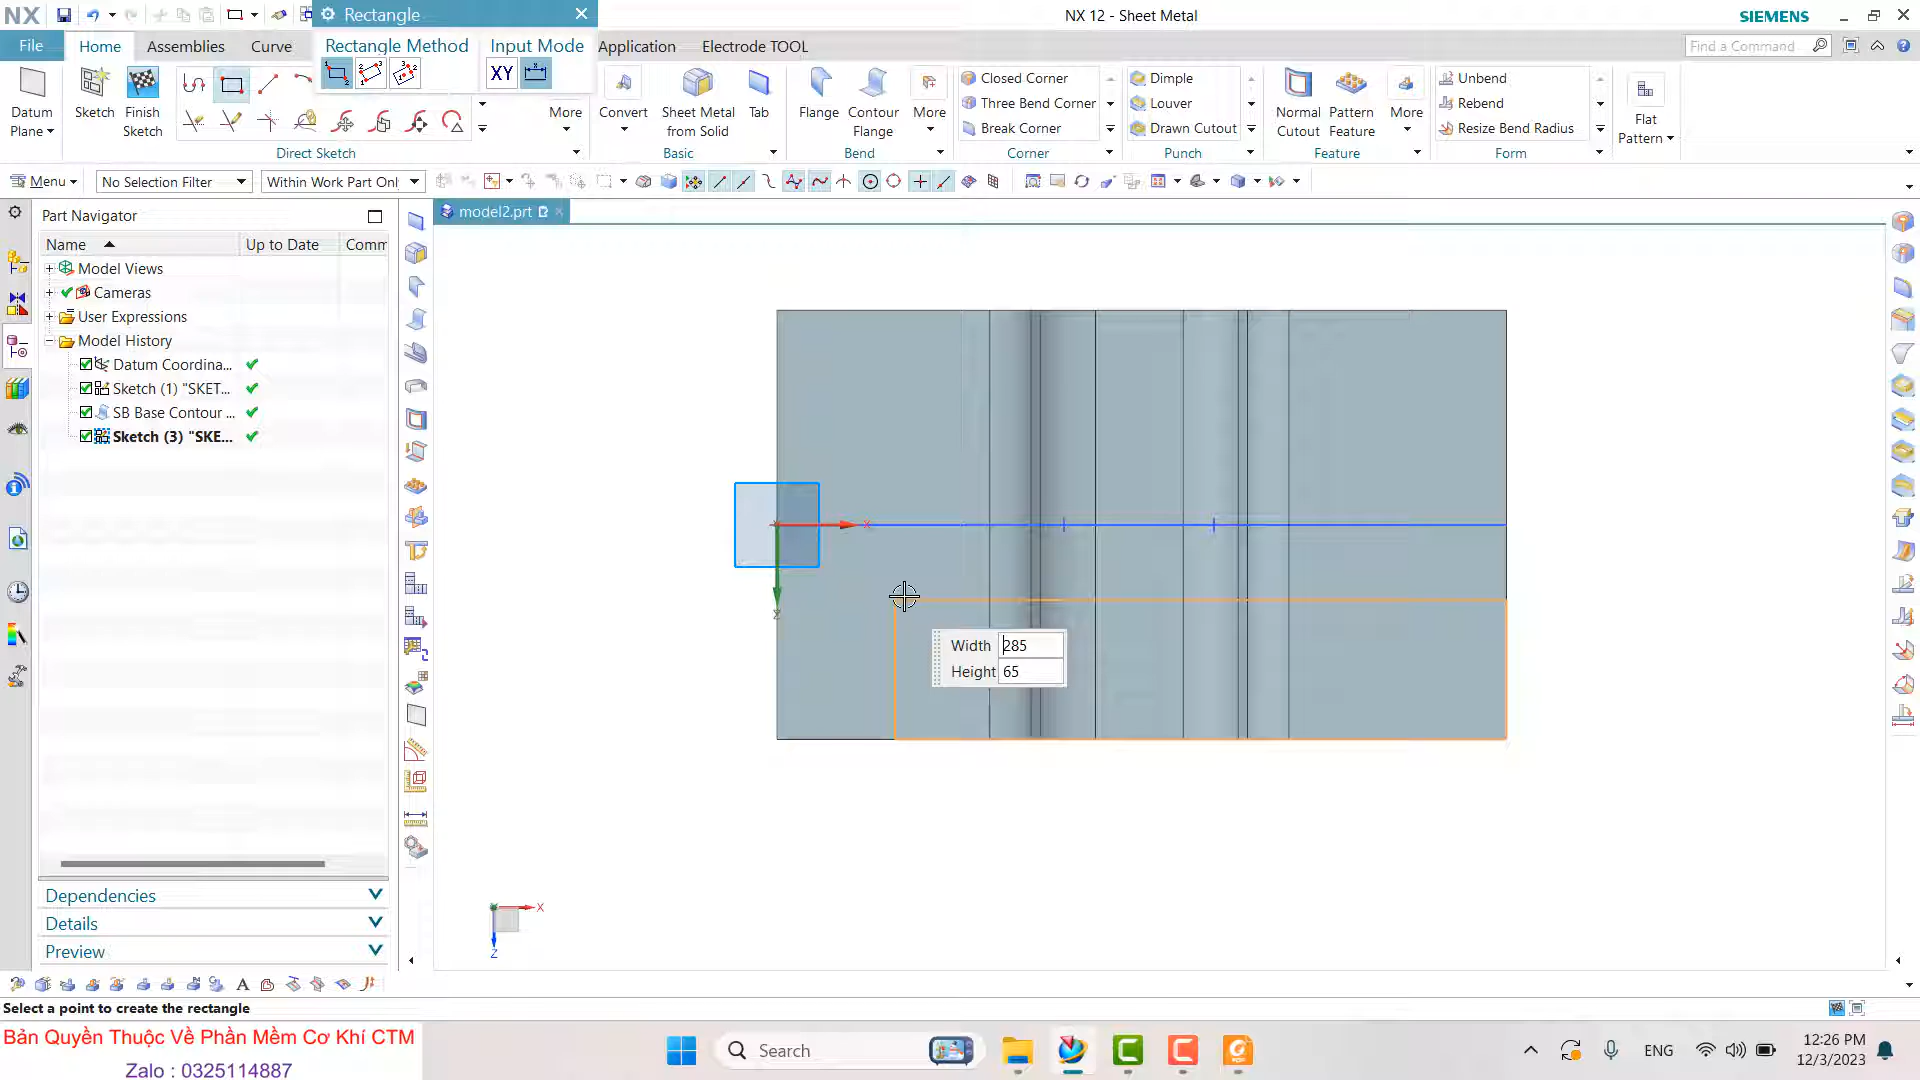 NX
Rectangle
NX 12 - Sheet Metal
SIEMENS
File
Home
Assemblies
Curve
Rectangle Method
Input Mode
Application
Electrode TOOL
Find a Command
XY
Datum Plane
Sketch
Finish Sketch
More
Convert
Sheet Metal from Solid
Tab
Flange
Contour Flange
More
Closed Corner
Three Bend Corner
Break Corner
Dimple
Louver
Drawn Cutout
Normal Cutout
Pattern Feature
More
Unbend
Rebend
Resize Bend Radius
Flat Pattern
Direct Sketch
Basic
Bend
Corner
Punch
Feature
Form
Menu
No Selection Filter
Within Work Part Onl
Part Navigator
model2.prt
Name
Up to Date
Comm
Model Views
Cameras
User Expressions
Model History
Datum Coordina...
Sketch (1) "SKET...
SB Base Contour ...
Sketch (3) "SKE...
X
Z
Width 285
Height 65
Dependencies
Details
Preview
X
Z
Select a point to create the rectangle
Bản Quyền Thuộc Về Phần Mềm Cơ Khí CTM
Zalo : 0325114887
Search
ENG
12:26 PM
12/3/2023